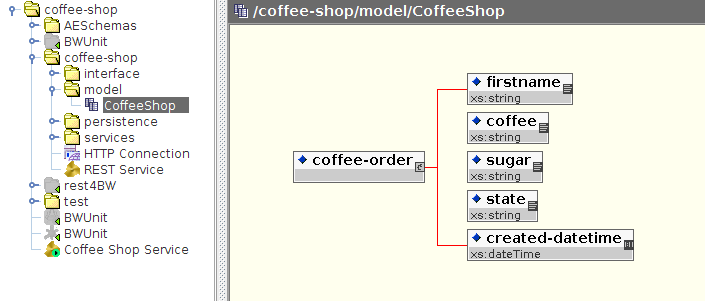 coffee-shop
AESchemas
BWUnit
coffee-shop
interface
model
CoffeeShop
persistence
services
HTTP Connection
REST Service
rest4BW
test
BWUnit
BWUnit
Coffee Shop Service
/coffee-shop/model/CoffeeShop
coffee-order
firstname
xs:string
coffee
xs:string
sugar
xs:string
state
xs:string
created-datetime
xs:dateTime